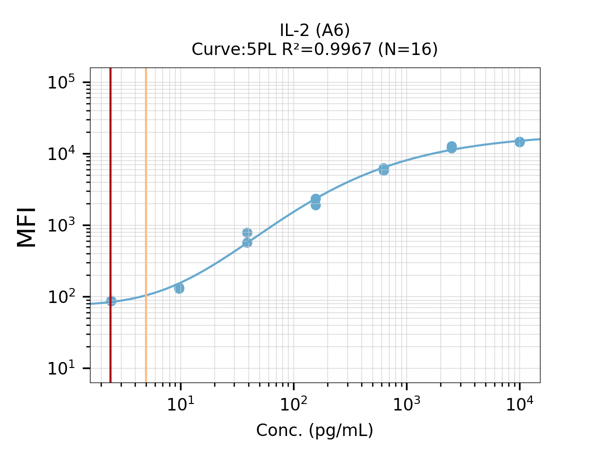 IL-2 (A6)
Curve:5PL R²=0.9967 (N=16)
10⁵
10⁴
10³
10²
10¹
MFI
10¹ 10² 10³ 10⁴
Conc. (pg/mL)